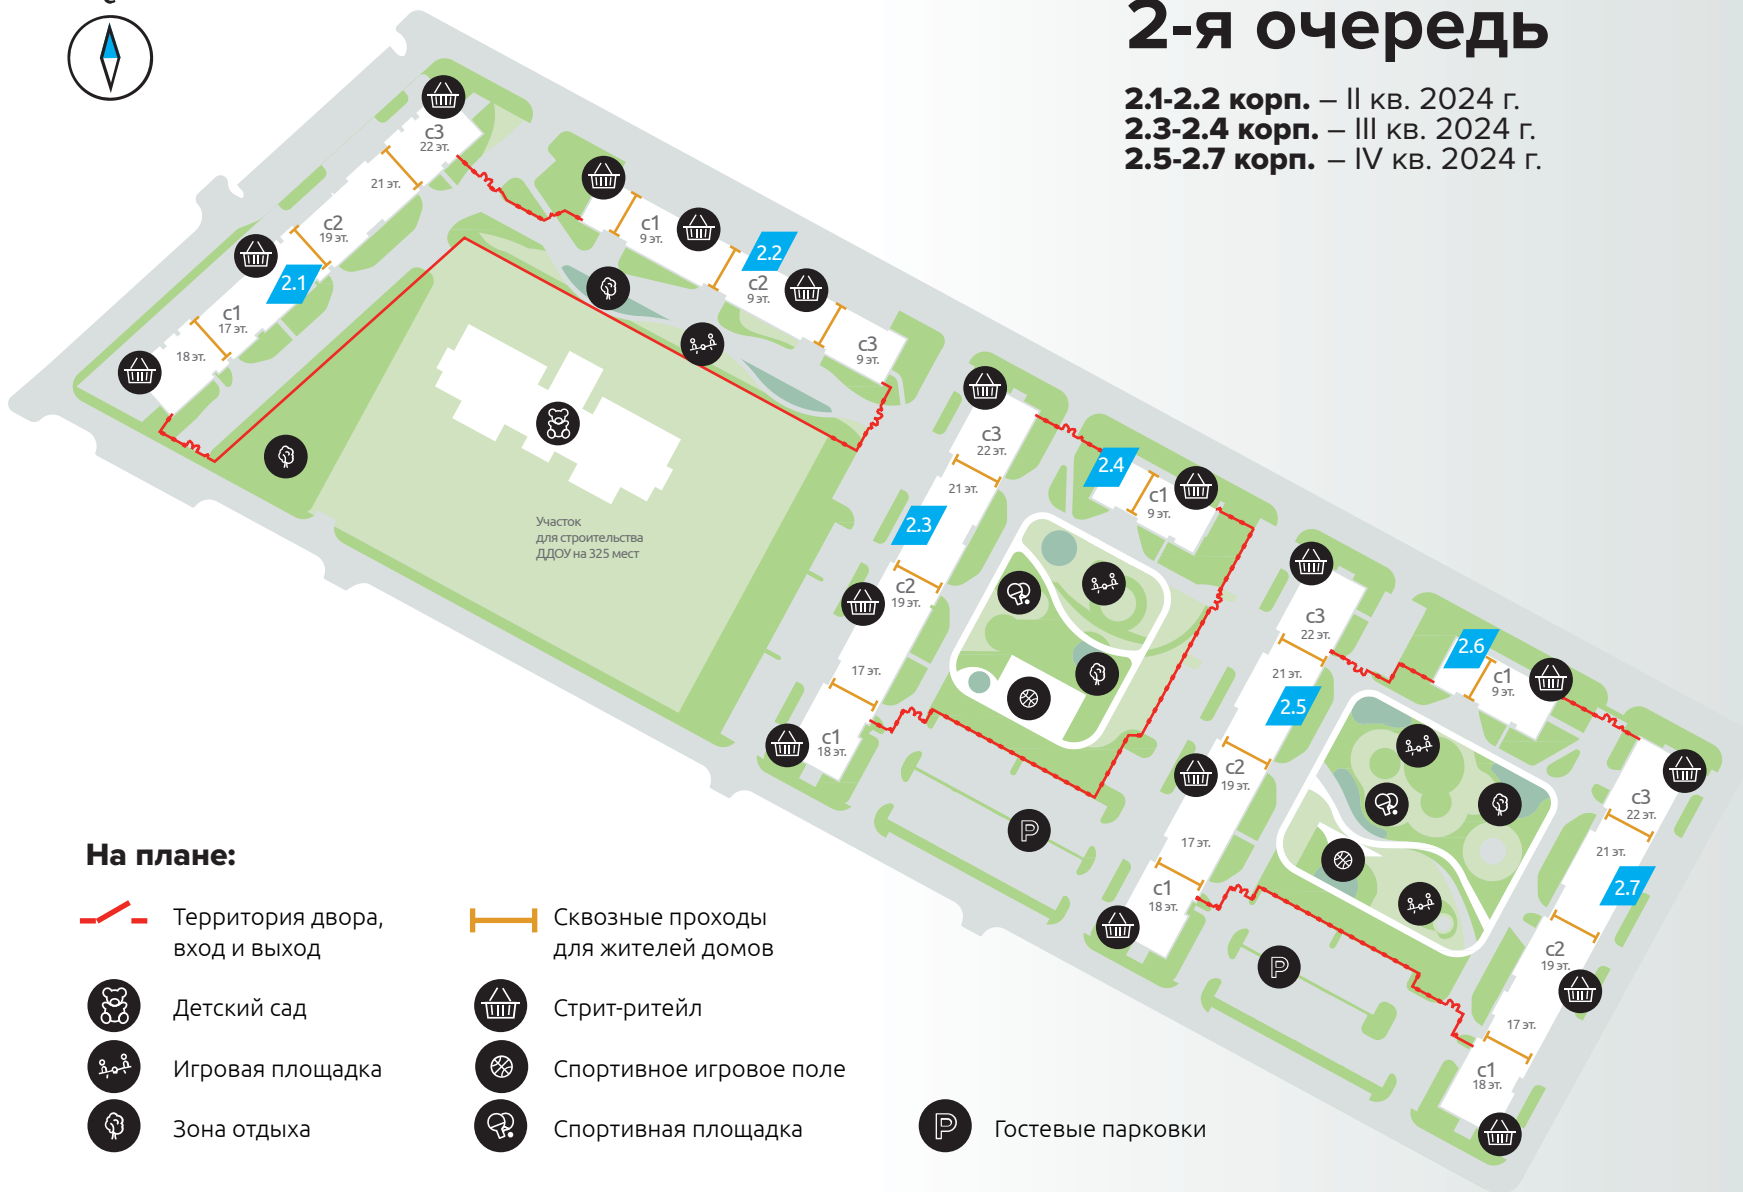 с
2-я очередь
2.1-2.2 корп. – II кв. 2024 г.
2.3-2.4 корп. – III кв. 2024 г.
2.5-2.7 корп. – IV кв. 2024 г.
с3
22 эт.
21 эт.
с2
19 эт.
2.1
с1
17 эт.
18 эт.
с1
9 эт.
2.2
с2
9 эт.
с3
9 эт.
Участок
для строительства
ДДОУ на 325 мест
с3
22 эт.
21 эт.
2.3
с2
19 эт.
17 эт.
с1
18 эт.
2.4
с1
9 эт.
с3
22 эт.
21 эт.
2.5
с2
19 эт.
17 эт.
с1
18 эт.
2.6
с1
9 эт.
с3
22 эт.
21 эт.
2.7
с2
19 эт.
17 эт.
с1
18 эт.
P
P
На плане:
Территория двора,
вход и выход
Сквозные проходы
для жителей домов
Детский сад
Стрит-ритейл
Игровая площадка
Спортивное игровое поле
Зона отдыха
Спортивная площадка
P
Гостевые парковки